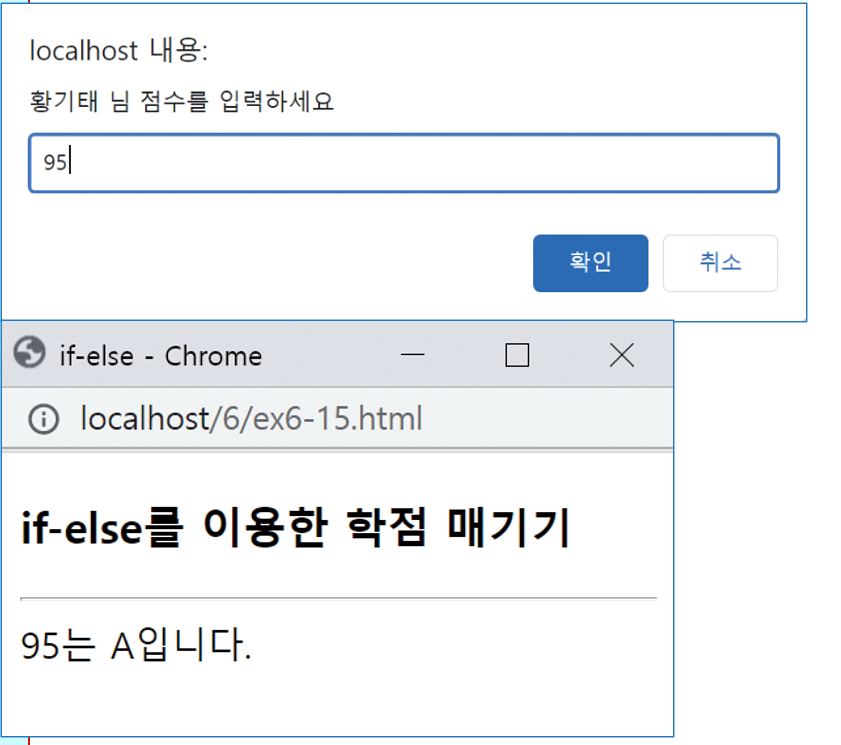 localhost 내용:
황기태 님 점수를 입력하세요
95
확인 취소
if-else - Chrome
localhost/6/ex6-15.html
if-else를 이용한 학점 매기기
95는 A입니다.